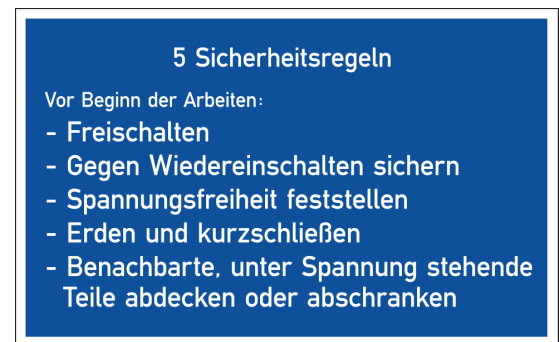 5 Sicherheitsregeln
Vor Beginn der Arbeiten:
- Freischalten
- Gegen Wiedereinschalten sichern
- Spannungsfreiheit feststellen
- Erden und kurzschließen
- Benachbarte, unter Spannung stehende
Teile abdecken oder abschranken